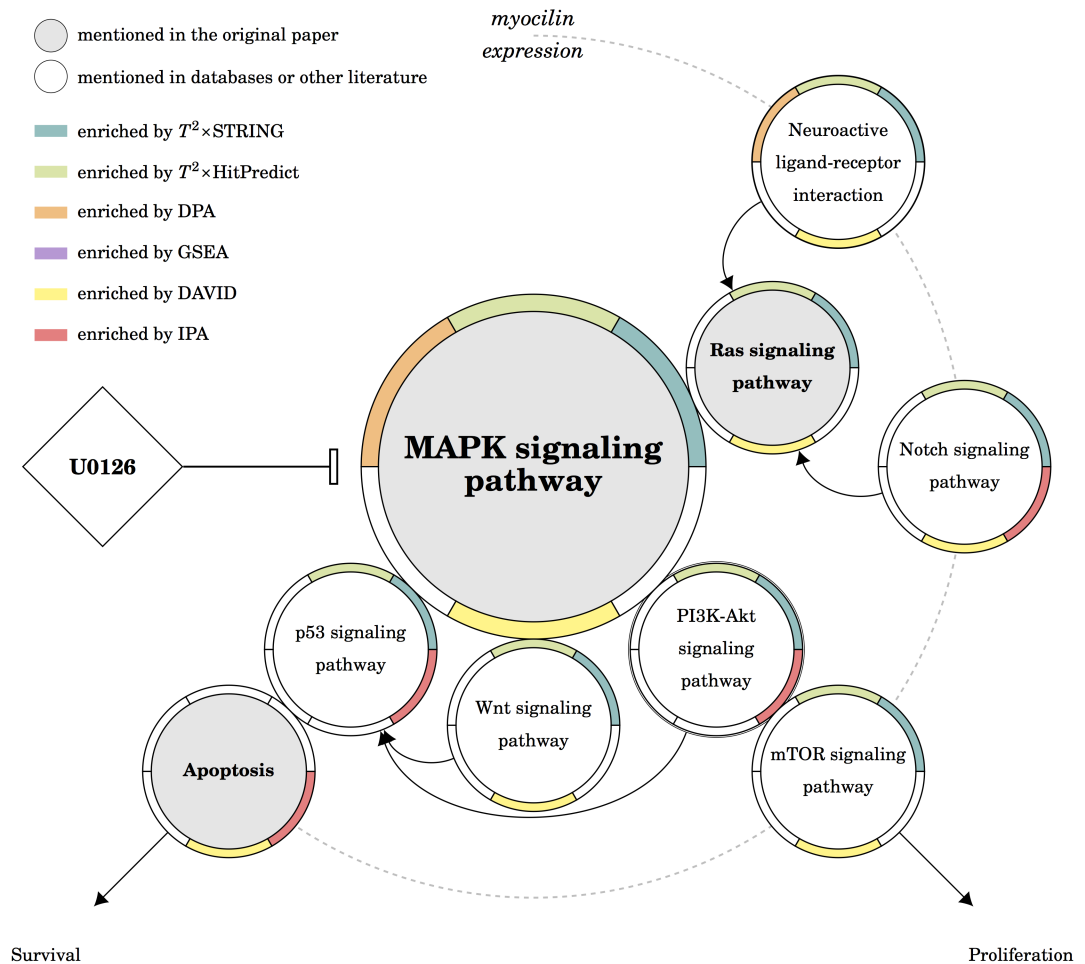 myocilin
expression
mentioned in the original paper
mentioned in databases or other literature
enriched by T²×STRING
enriched by T²×HitPredict
enriched by DPA
enriched by GSEA
enriched by DAVID
enriched by IPA
Neuroactive
ligand-receptor
interaction
Ras signaling
pathway
MAPK signaling
pathway
U0126
Notch signaling
pathway
p53 signaling
pathway
PI3K-Akt
signaling
pathway
Wnt signaling
pathway
mTOR signaling
pathway
Apoptosis
Survival
Proliferation